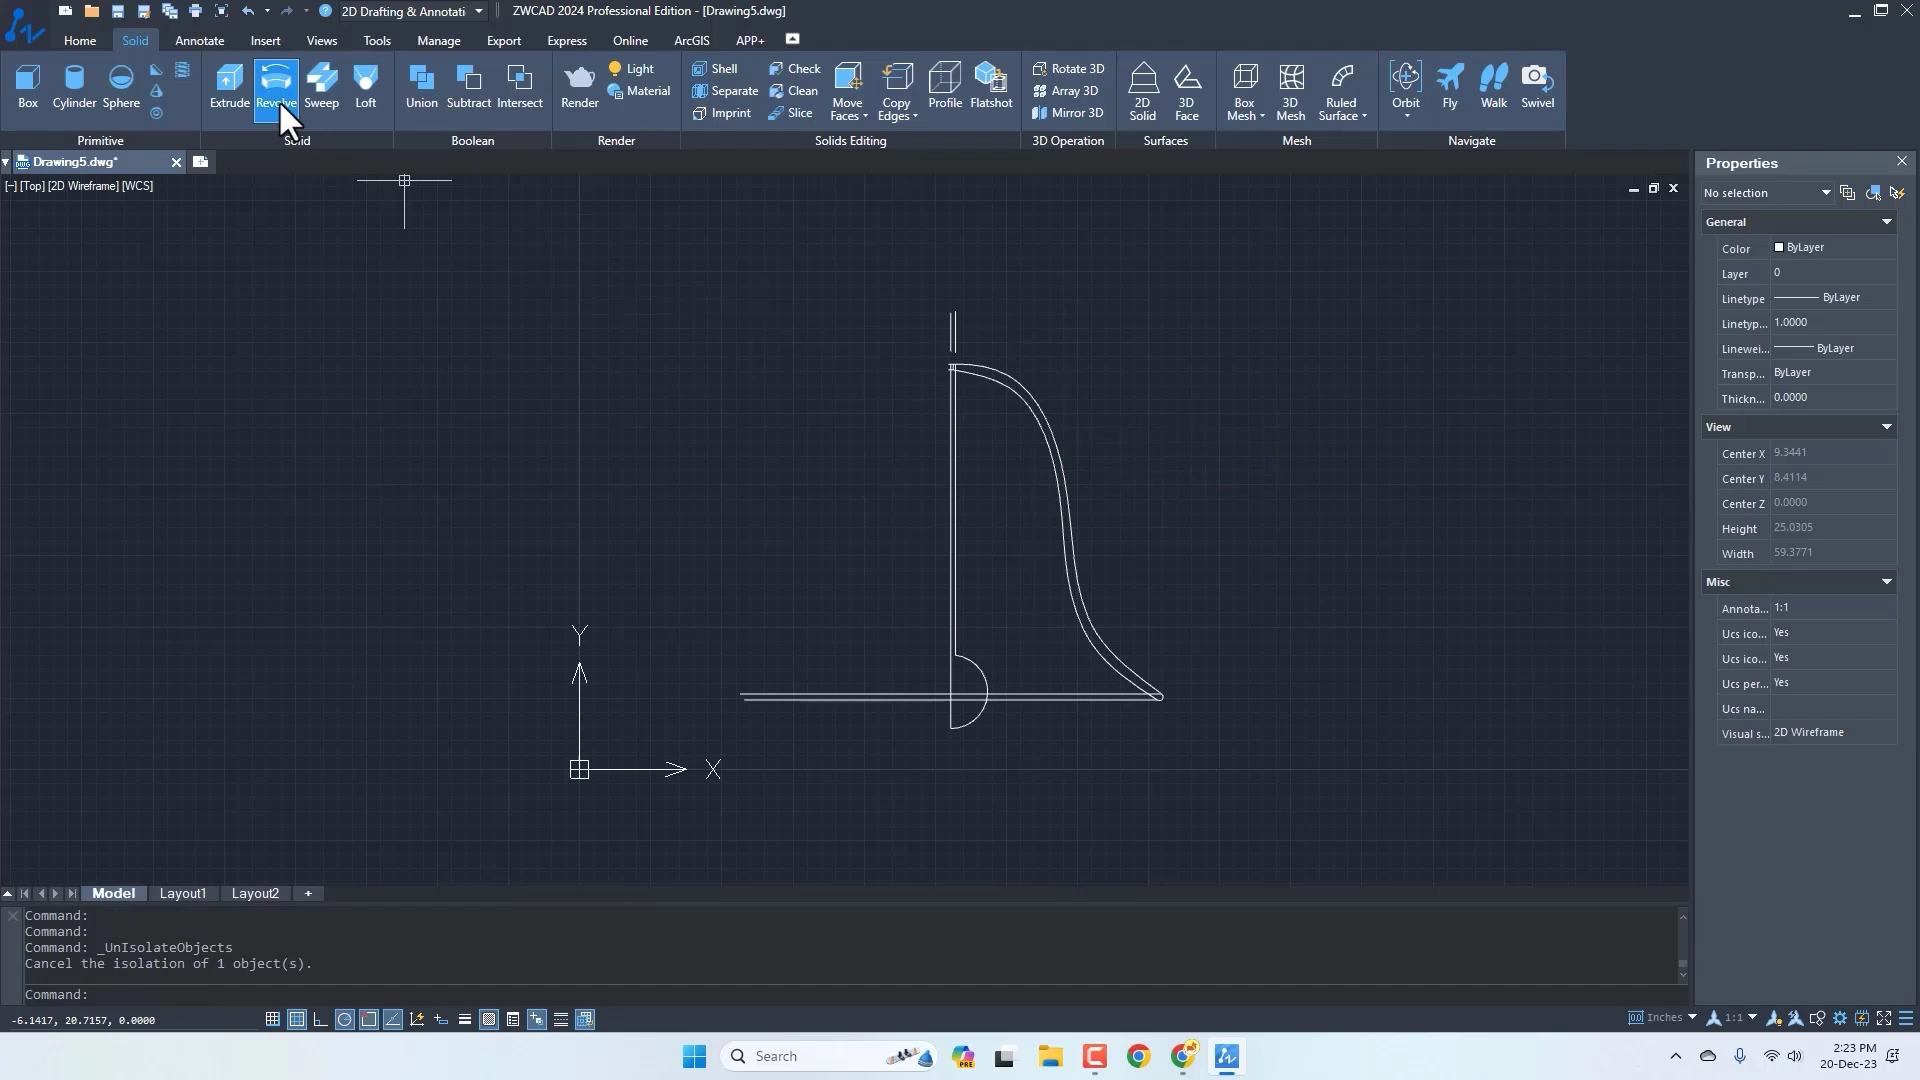 2D Drafting & Annotati
ZWCAD 2024 Professional Edition - [Drawing5.dwg]
Home Solid Annotate Insert Views Tools Manage Export Express Online ArcGIS APP+
Box Cylinder Sphere
Extrude Revolve Sweep Loft
Union Subtract Intersect
Render Light
Material
Shell Check
Separate Clean
Imprint Slice
Move Faces
Copy Edges
Profile Flatshot
Rotate 3D
Array 3D
Mirror 3D
2D Solid
3D Face
Box Mesh
3D Mesh
Ruled Surface
Orbit Fly Walk Swivel
Primitive Solid Boolean Render Solids Editing 3D Operation Surfaces Mesh Navigate
Drawing5.dwg*
[-] [Top] [2D Wireframe] [WCS]
Y
X
Properties
No selection
General
Color ByLayer
Layer 0
Linetype ByLayer
Linetyp... 1.0000
Linewei... ByLayer
Transp... ByLayer
Thickn... 0.0000
View
Center X 9.3441
Center Y 8.4114
Center Z 0.0000
Height 25.0305
Width 59.3771
Misc
Annota... 1:1
Ucs ico... Yes
Ucs ico... Yes
Ucs per... Yes
Ucs na...
Visual s... 2D Wireframe
Model Layout1 Layout2 +
Command:
Command:
Command: _UnIsolateObjects
Cancel the isolation of 1 object(s).
Command:
-6.1417, 20.7157, 0.0000
Inches 1:1
Search
PRE
2:23 PM
20-Dec-23